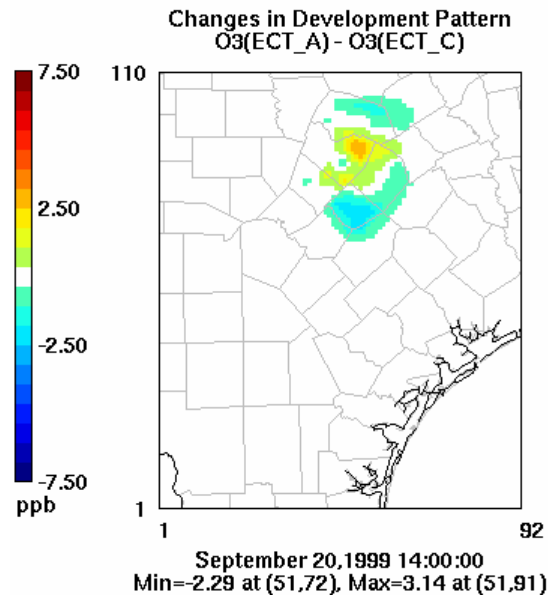 Changes in Development Pattern
O3(ECT_A) - O3(ECT_C)
7.50
2.50
-2.50
-7.50
ppb
110
1
1
92
September 20,1999 14:00:00
Min=-2.29 at (51,72), Max=3.14 at (51,91)